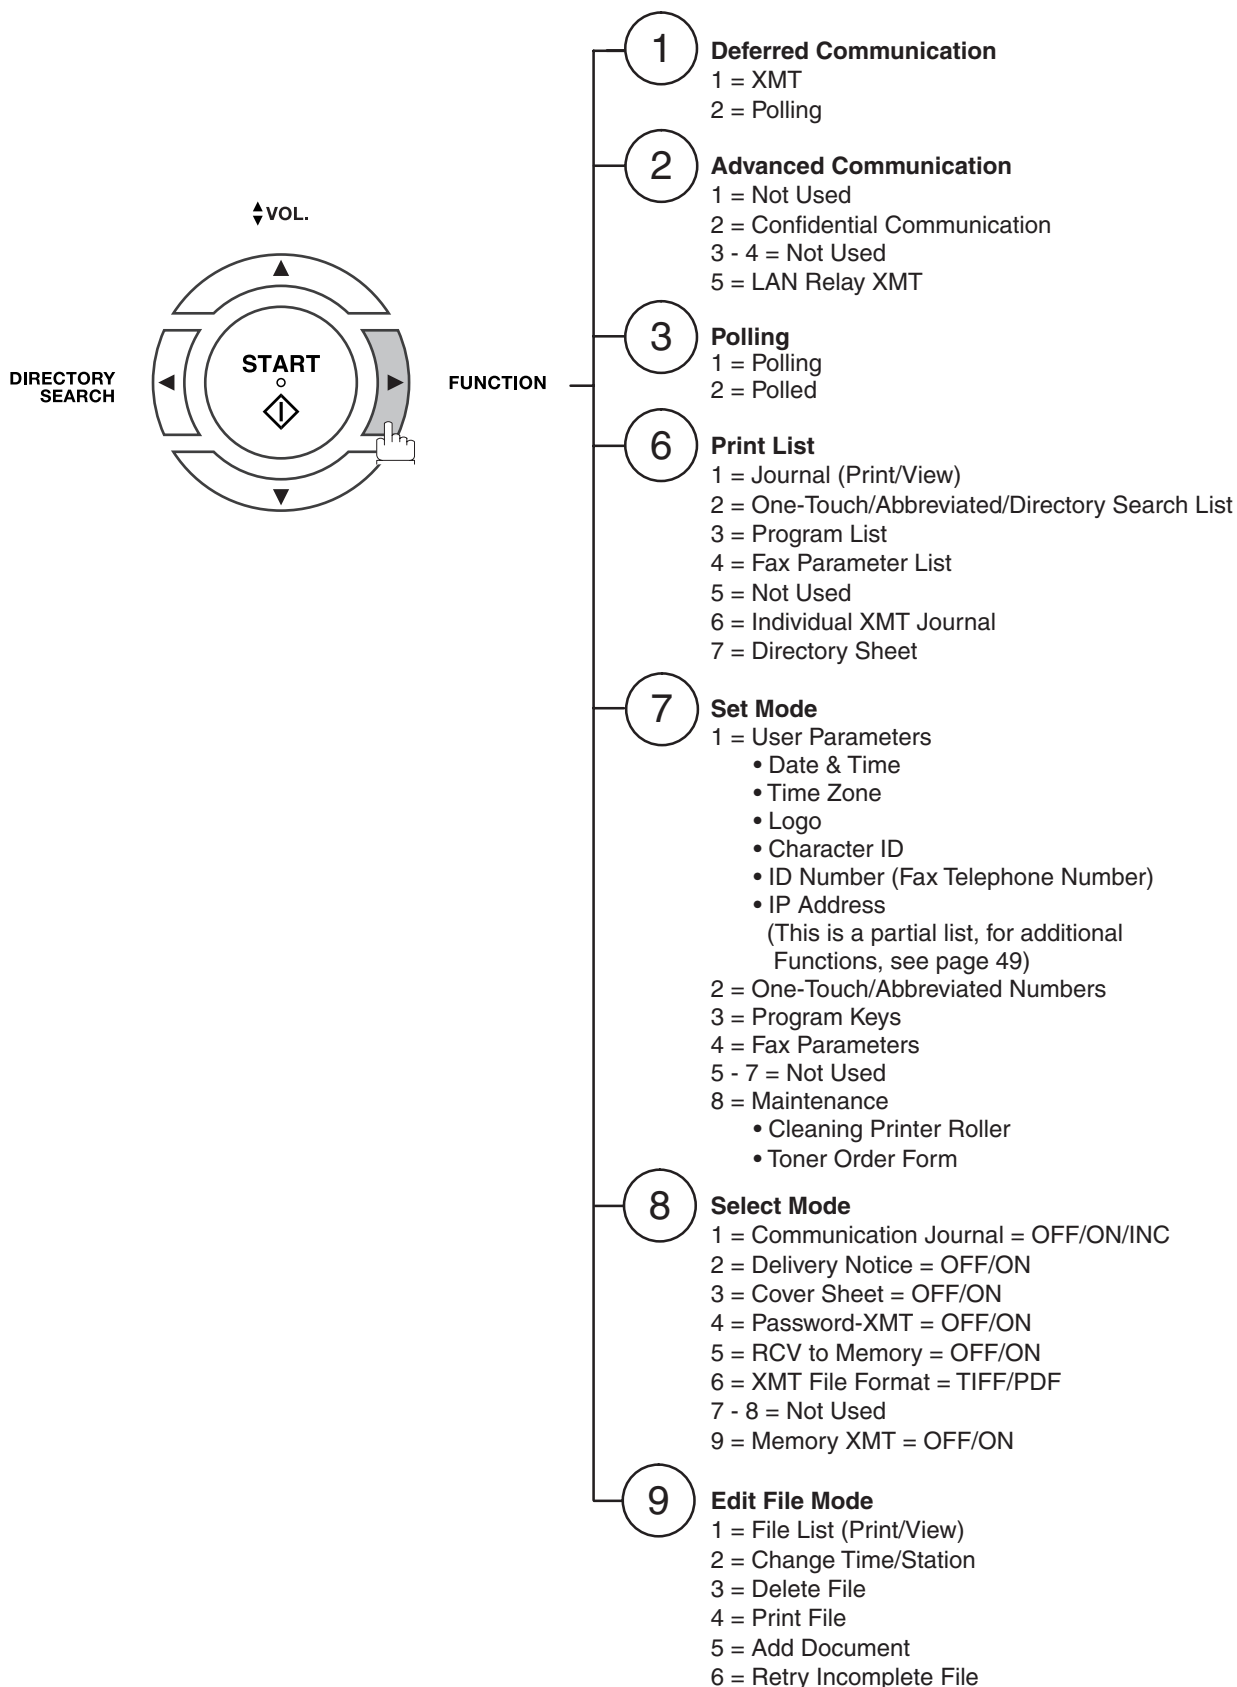 VOL.
START
DIRECTORY
SEARCH
FUNCTION
1
Deferred Communication
1 = XMT
2 = Polling
2
Advanced Communication
1 = Not Used
2 = Confidential Communication
3 - 4 = Not Used
5 = LAN Relay XMT
3
Polling
1 = Polling
2 = Polled
6
Print List
1 = Journal (Print/View)
2 = One-Touch/Abbreviated/Directory Search List
3 = Program List
4 = Fax Parameter List
5 = Not Used
6 = Individual XMT Journal
7 = Directory Sheet
7
Set Mode
1 = User Parameters
• Date & Time
• Time Zone
• Logo
• Character ID
• ID Number (Fax Telephone Number)
• IP Address
(This is a partial list, for additional
Functions, see page 49)
2 = One-Touch/Abbreviated Numbers
3 = Program Keys
4 = Fax Parameters
5 - 7 = Not Used
8 = Maintenance
• Cleaning Printer Roller
• Toner Order Form
8
Select Mode
1 = Communication Journal = OFF/ON/INC
2 = Delivery Notice = OFF/ON
3 = Cover Sheet = OFF/ON
4 = Password-XMT = OFF/ON
5 = RCV to Memory = OFF/ON
6 = XMT File Format = TIFF/PDF
7 - 8 = Not Used
9 = Memory XMT = OFF/ON
9
Edit File Mode
1 = File List (Print/View)
2 = Change Time/Station
3 = Delete File
4 = Print File
5 = Add Document
6 = Retry Incomplete File